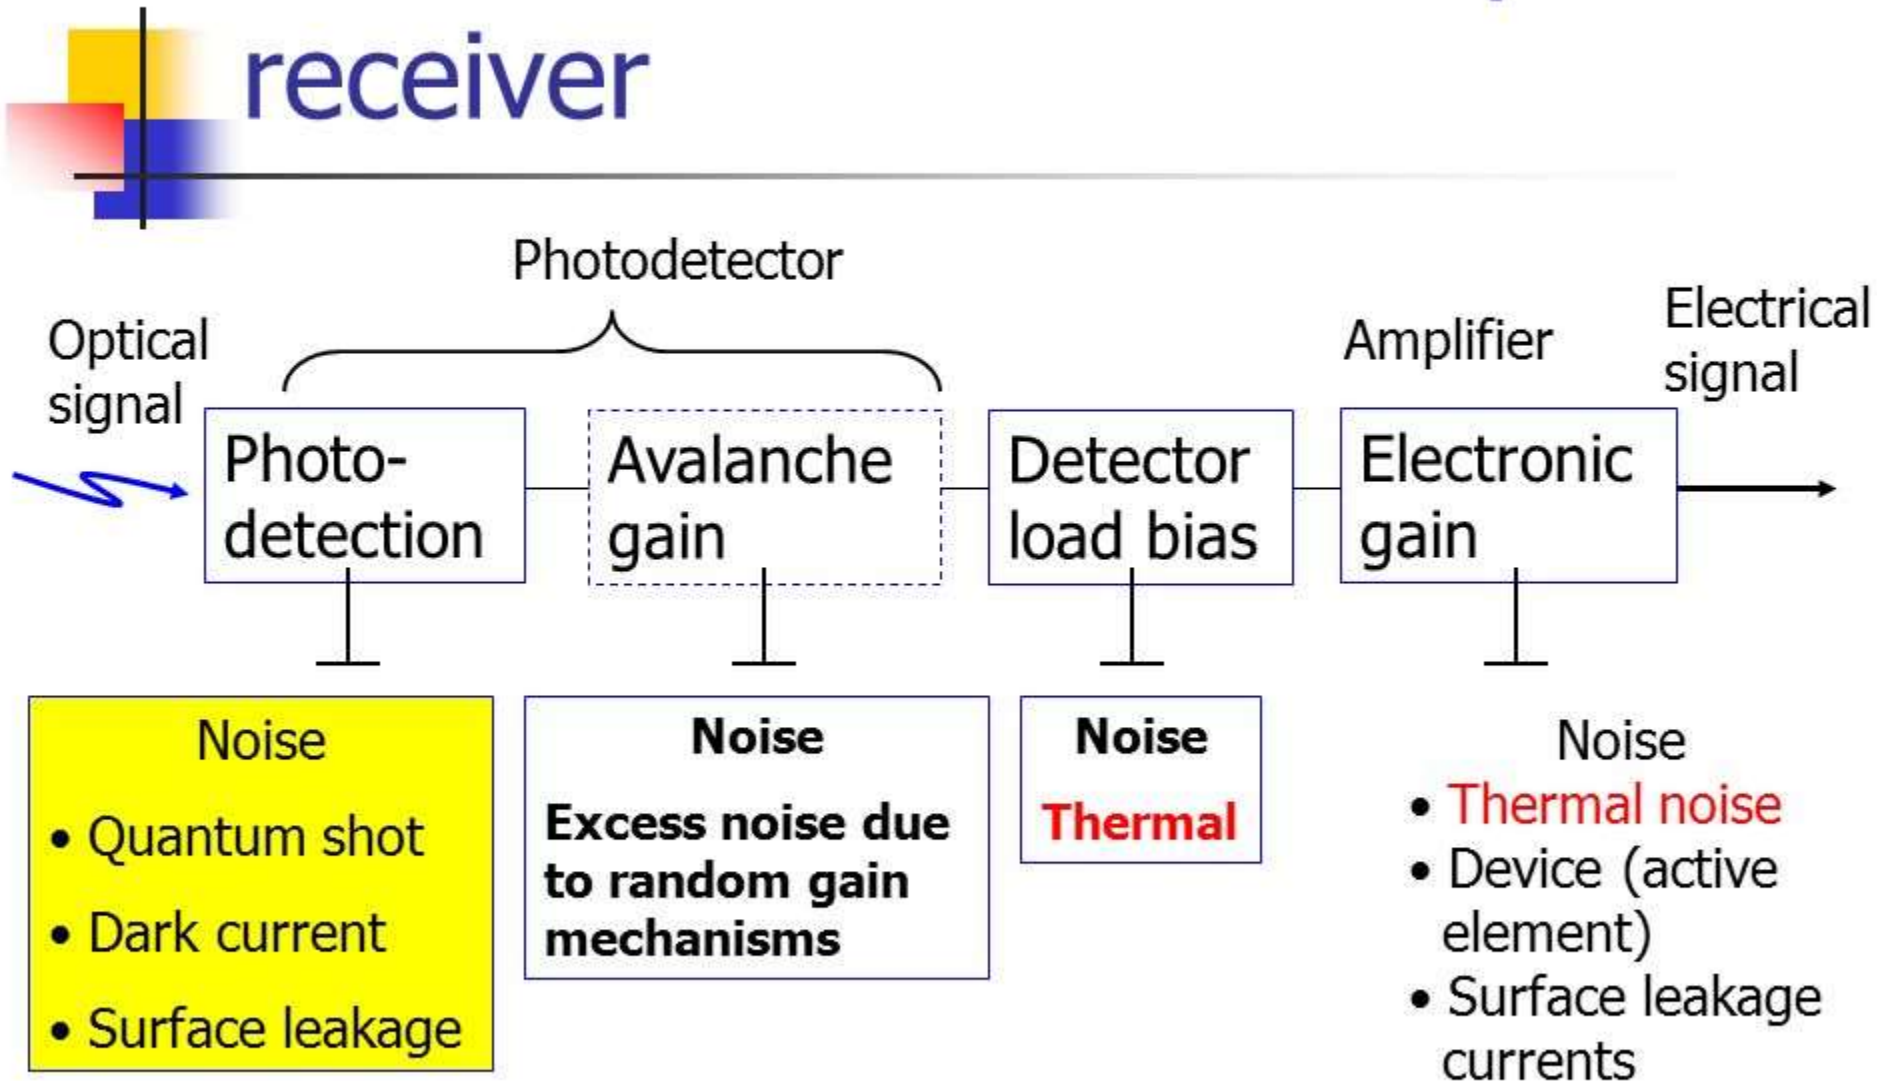 receiver
Photodetector
Optical
signal
Amplifier
Electrical
signal
Photo-
detection
Avalanche
gain
Detector
load bias
Electronic
gain
Noise
• Quantum shot
• Dark current
• Surface leakage
Noise
Excess noise due
to random gain
mechanisms
Noise
Thermal
Noise
• Thermal noise
• Device (active
element)
• Surface leakage
currents